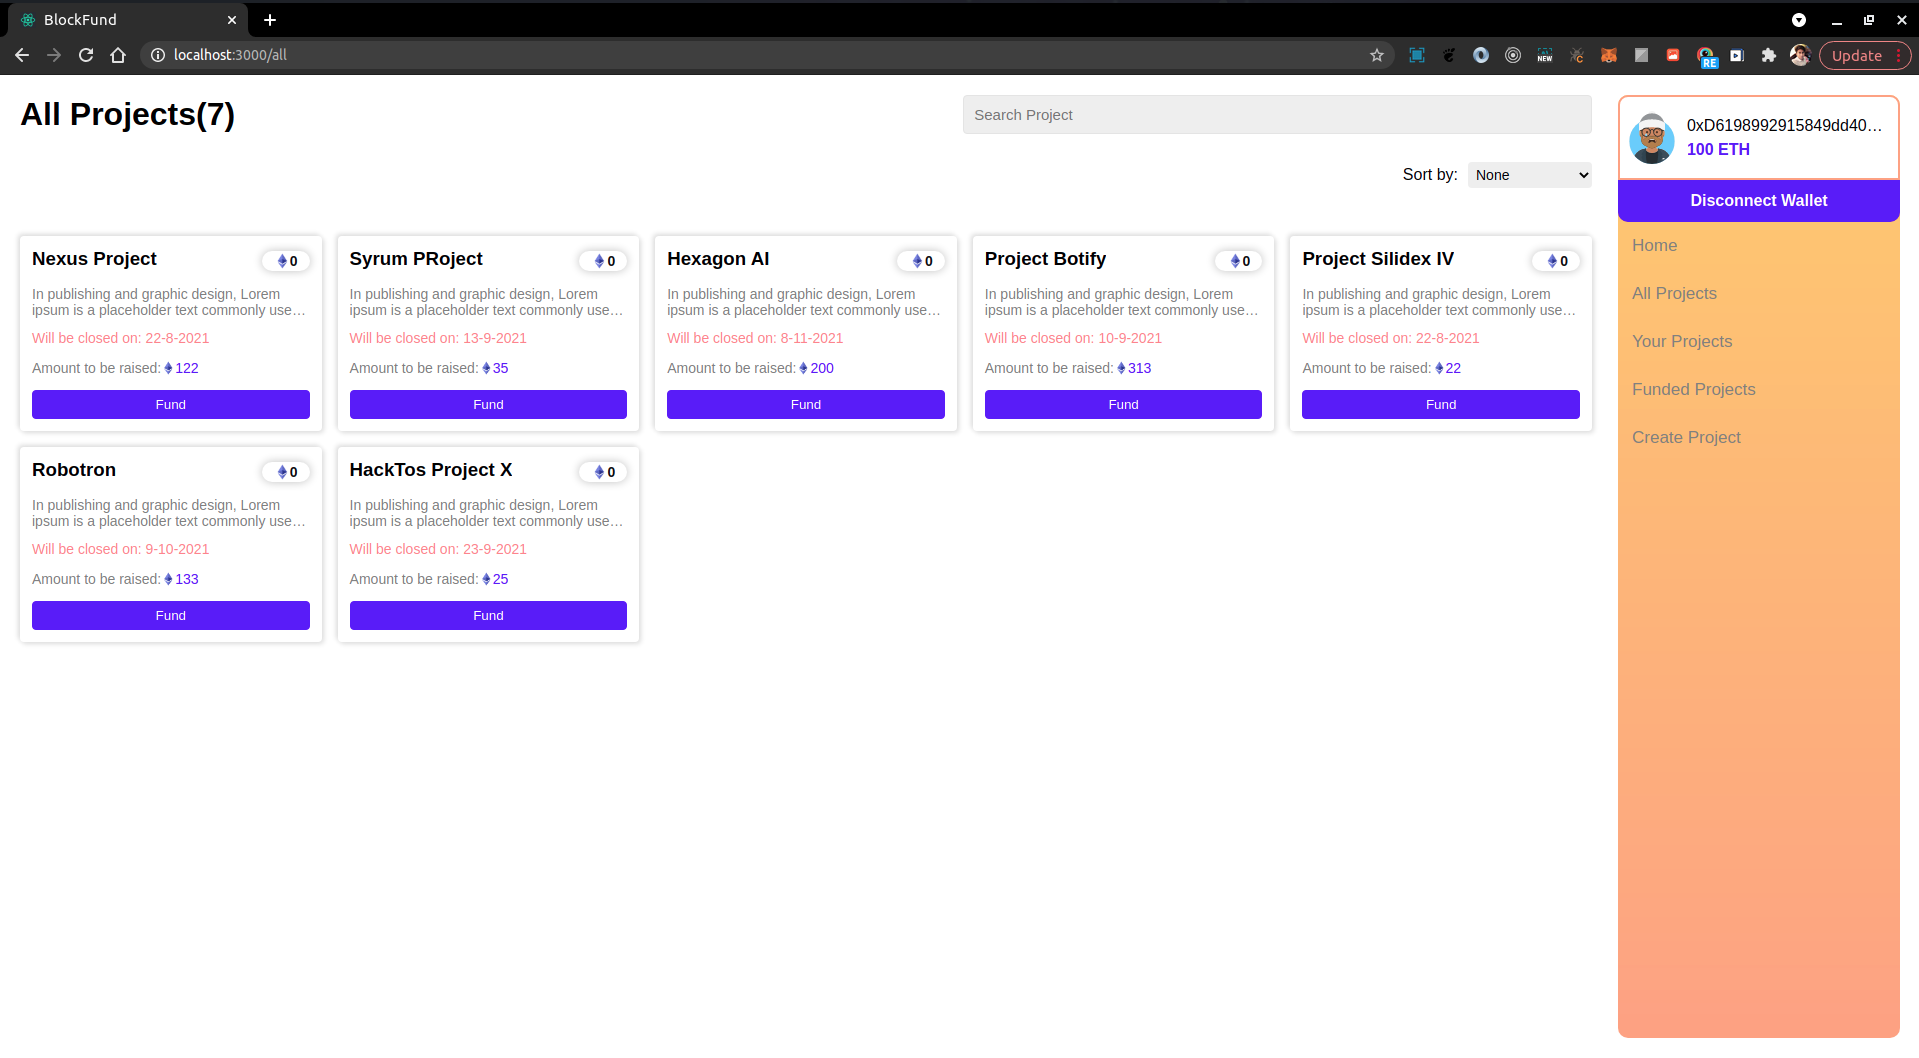 BlockFund
localhost:3000/all
NEW
C
RE
Update
All Projects(7)
Search Project
Sort by: None
0xD6198992915849dd40...
100 ETH
Disconnect Wallet
Home
All Projects
Your Projects
Funded Projects
Create Project
Nexus Project 0
In publishing and graphic design, Lorem
ipsum is a placeholder text commonly use...
Will be closed on: 22-8-2021
Amount to be raised: 122
Fund
Syrum PRoject 0
In publishing and graphic design, Lorem
ipsum is a placeholder text commonly use...
Will be closed on: 13-9-2021
Amount to be raised: 35
Fund
Hexagon AI 0
In publishing and graphic design, Lorem
ipsum is a placeholder text commonly use...
Will be closed on: 8-11-2021
Amount to be raised: 200
Fund
Project Botify 0
In publishing and graphic design, Lorem
ipsum is a placeholder text commonly use...
Will be closed on: 10-9-2021
Amount to be raised: 313
Fund
Project Silidex IV 0
In publishing and graphic design, Lorem
ipsum is a placeholder text commonly use...
Will be closed on: 22-8-2021
Amount to be raised: 22
Fund
Robotron 0
In publishing and graphic design, Lorem
ipsum is a placeholder text commonly use...
Will be closed on: 9-10-2021
Amount to be raised: 133
Fund
HackTos Project X 0
In publishing and graphic design, Lorem
ipsum is a placeholder text commonly use...
Will be closed on: 23-9-2021
Amount to be raised: 25
Fund